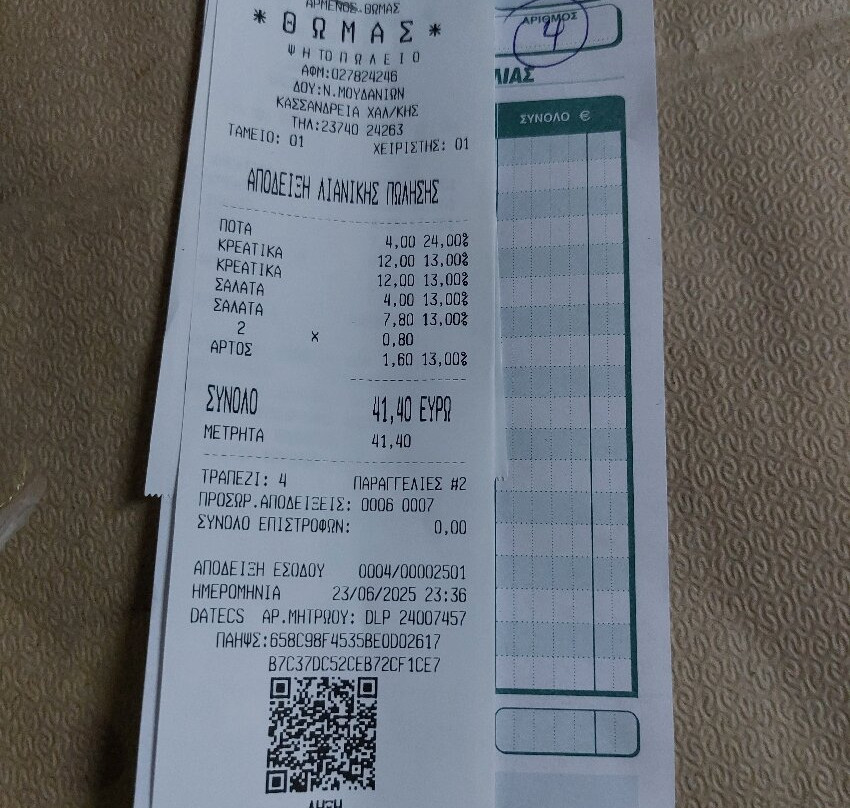 ΑΡΜΕΝΟΣ.ΘΩΜΑΣ
* ΘΩΜΑΣ *
ΨΗΤΟΠΩΛΕΙΟ
ΑΦΜ:027824246
ΔΟΥ:Ν.ΜΟΥΔΑΝΙΩΝ
ΚΑΣΣΑΝΔΡΕΙΑ ΧΑΛ/ΚΗΣ
ΤΗΛ:23740 24263
ΤΑΜΕΙΟ: 01 ΧΕΙΡΙΣΤΗΣ: 01
ΑΠΟΔΕΙΞΗ ΛΙΑΝΙΚΗΣ ΠΩΛΗΣΗΣ
ΠΟΤΑ 4,00 24,00%
ΚΡΕΑΤΙΚΑ 12,00 13,00%
ΚΡΕΑΤΙΚΑ 12,00 13,00%
ΣΑΛΑΤΑ 4,00 13,00%
ΣΑΛΑΤΑ 7,80 13,00%
2 x 0,80
ΑΡΤΟΣ 1,60 13,00%
ΣΥΝΟΛΟ 41,40 ΕΥΡΩ
ΜΕΤΡΗΤΑ 41,40
ΤΡΑΠΕΖΙ: 4 ΠΑΡΑΓΓΕΛΙΕΣ #2
ΠΡΟΣΩΡ.ΑΠΟΔΕΙΞΕΙΣ: 0006 0007
ΣΥΝΟΛΟ ΕΠΙΣΤΡΟΦΩΝ: 0,00
ΑΠΟΔΕΙΞΗ ΕΣΟΔΟΥ 0004/00002501
ΗΜΕΡΟΜΗΝΙΑ 23/06/2025 23:36
DATECS ΑΡ.ΜΗΤΡΩΟΥ: DLP 24007457
ΠΑΗΨΣ:658C98F4535BE0D02617
B7C37DC52CEB72CF1CE7
ΛΗΞΗ
ΑΡΙΘΜΟΣ
4
ΛΙΑΣ
ΣΥΝΟΛΟ €